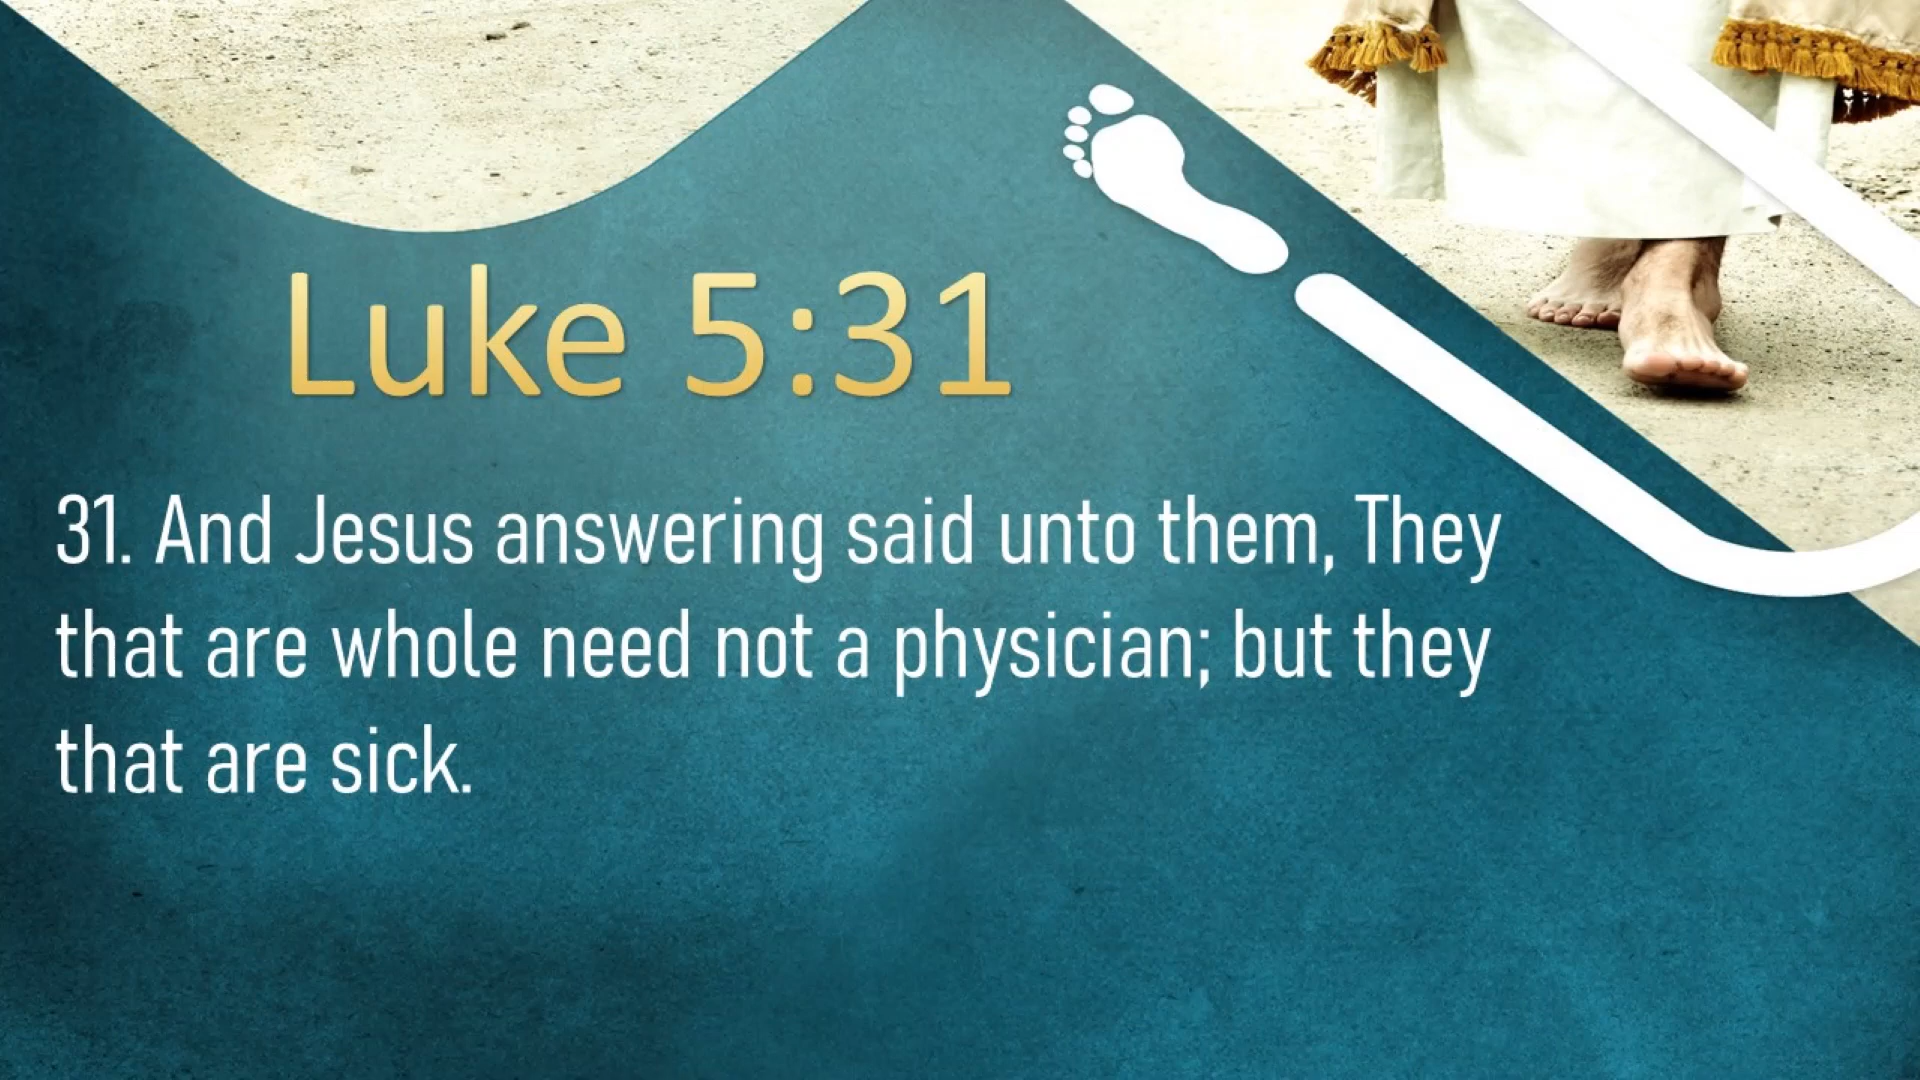 Luke 5:31
31. And Jesus answering said unto them, They
that are whole need not a physician; but they
that are sick.